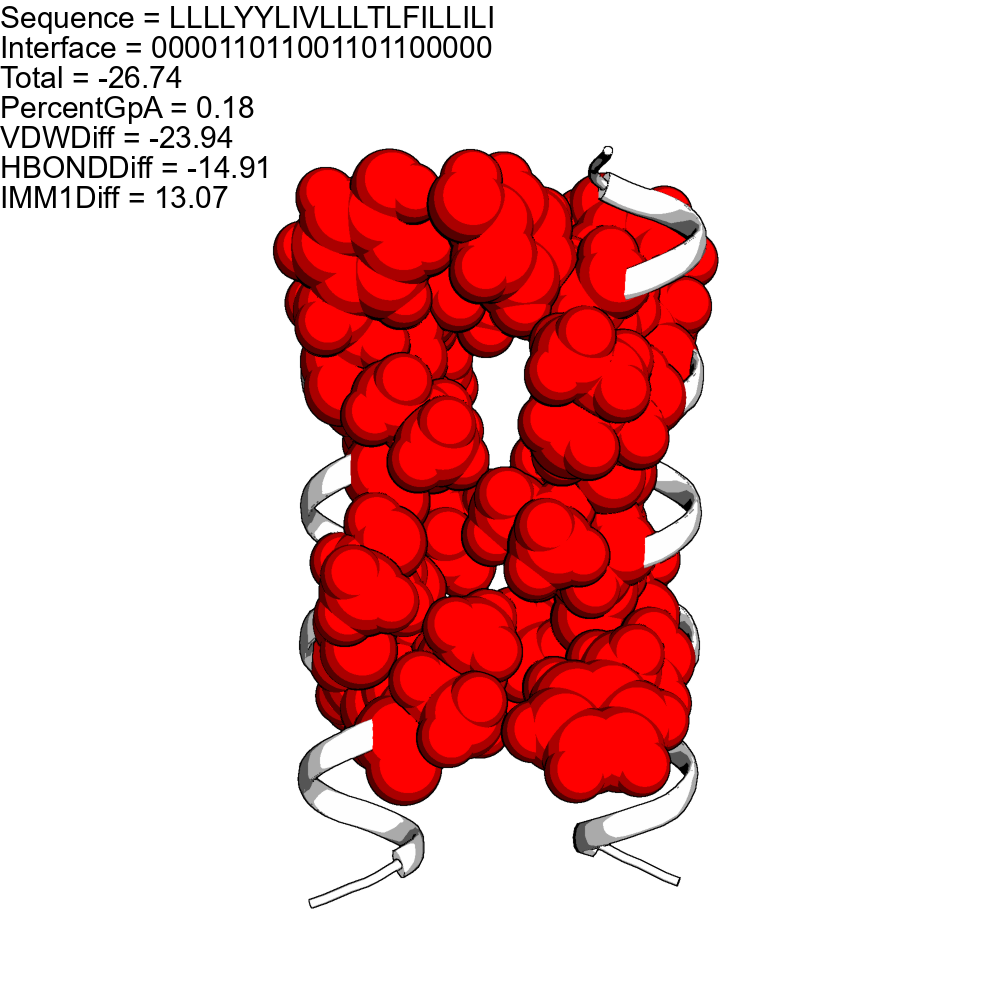 Sequence = LLLLYYLIVLLLTLFILLILI
Interface = 000011011001101100000
Total = -26.74
PercentGpA = 0.18
VDWDiff = -23.94
HBONDDiff = -14.91
IMM1Diff = 13.07